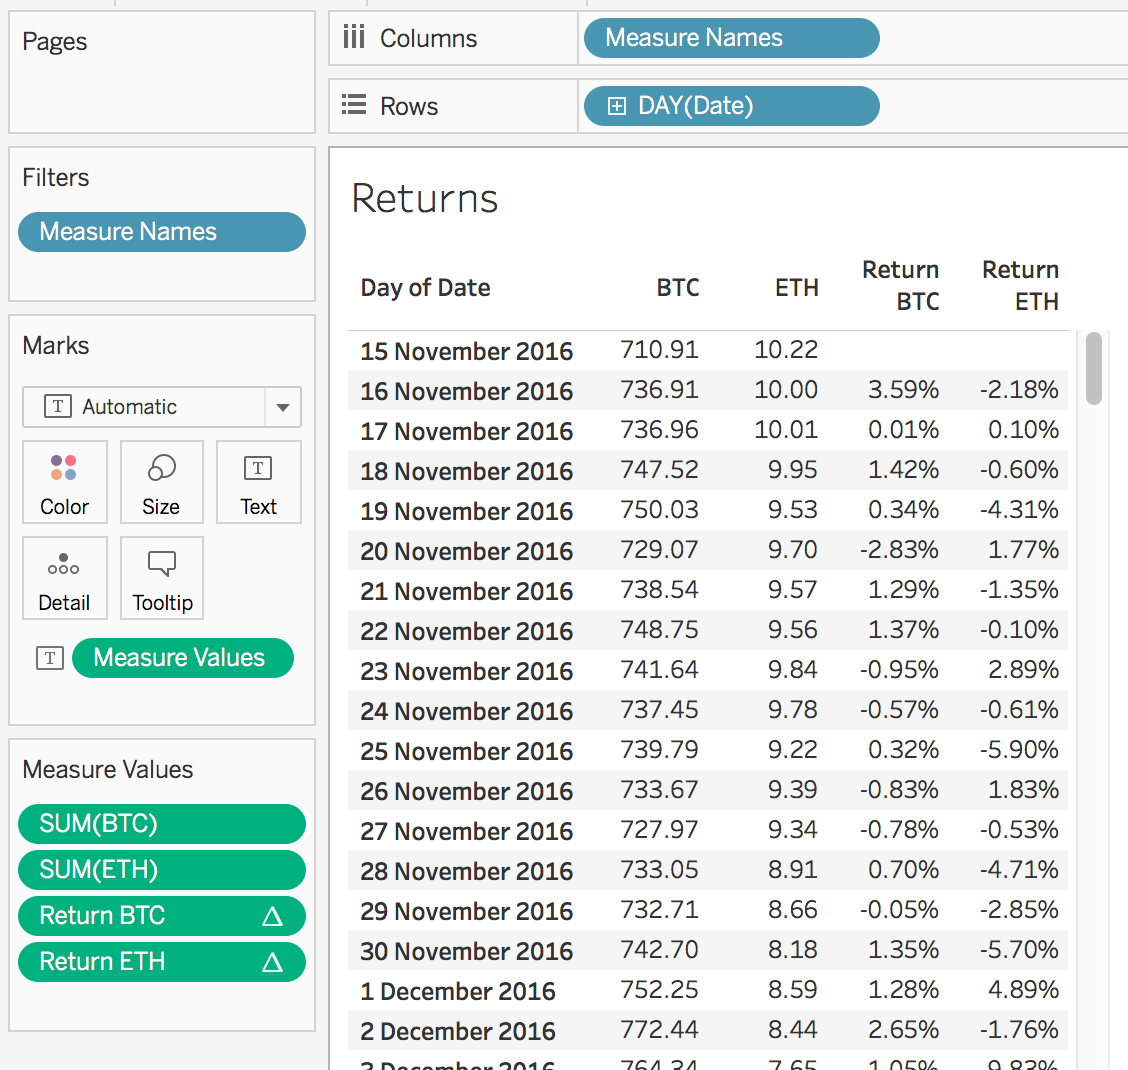 Pages
Columns
Measure Names
Rows
DAY(Date)
Filters
Measure Names
Marks
T Automatic
Color
Size
T
Text
Detail
Tooltip
T Measure Values
Measure Values
SUM(BTC)
SUM(ETH)
Return BTC Δ
Return ETH Δ
Returns
Day of Date BTC ETH Return BTC Return ETH
15 November 2016 710.91 10.22
16 November 2016 736.91 10.00 3.59% -2.18%
17 November 2016 736.96 10.01 0.01% 0.10%
18 November 2016 747.52 9.95 1.42% -0.60%
19 November 2016 750.03 9.53 0.34% -4.31%
20 November 2016 729.07 9.70 -2.83% 1.77%
21 November 2016 738.54 9.57 1.29% -1.35%
22 November 2016 748.75 9.56 1.37% -0.10%
23 November 2016 741.64 9.84 -0.95% 2.89%
24 November 2016 737.45 9.78 -0.57% -0.61%
25 November 2016 739.79 9.22 0.32% -5.90%
26 November 2016 733.67 9.39 -0.83% 1.83%
27 November 2016 727.97 9.34 -0.78% -0.53%
28 November 2016 733.05 8.91 0.70% -4.71%
29 November 2016 732.71 8.66 -0.05% -2.85%
30 November 2016 742.70 8.18 1.35% -5.70%
1 December 2016 752.25 8.59 1.28% 4.89%
2 December 2016 772.44 8.44 2.65% -1.76%